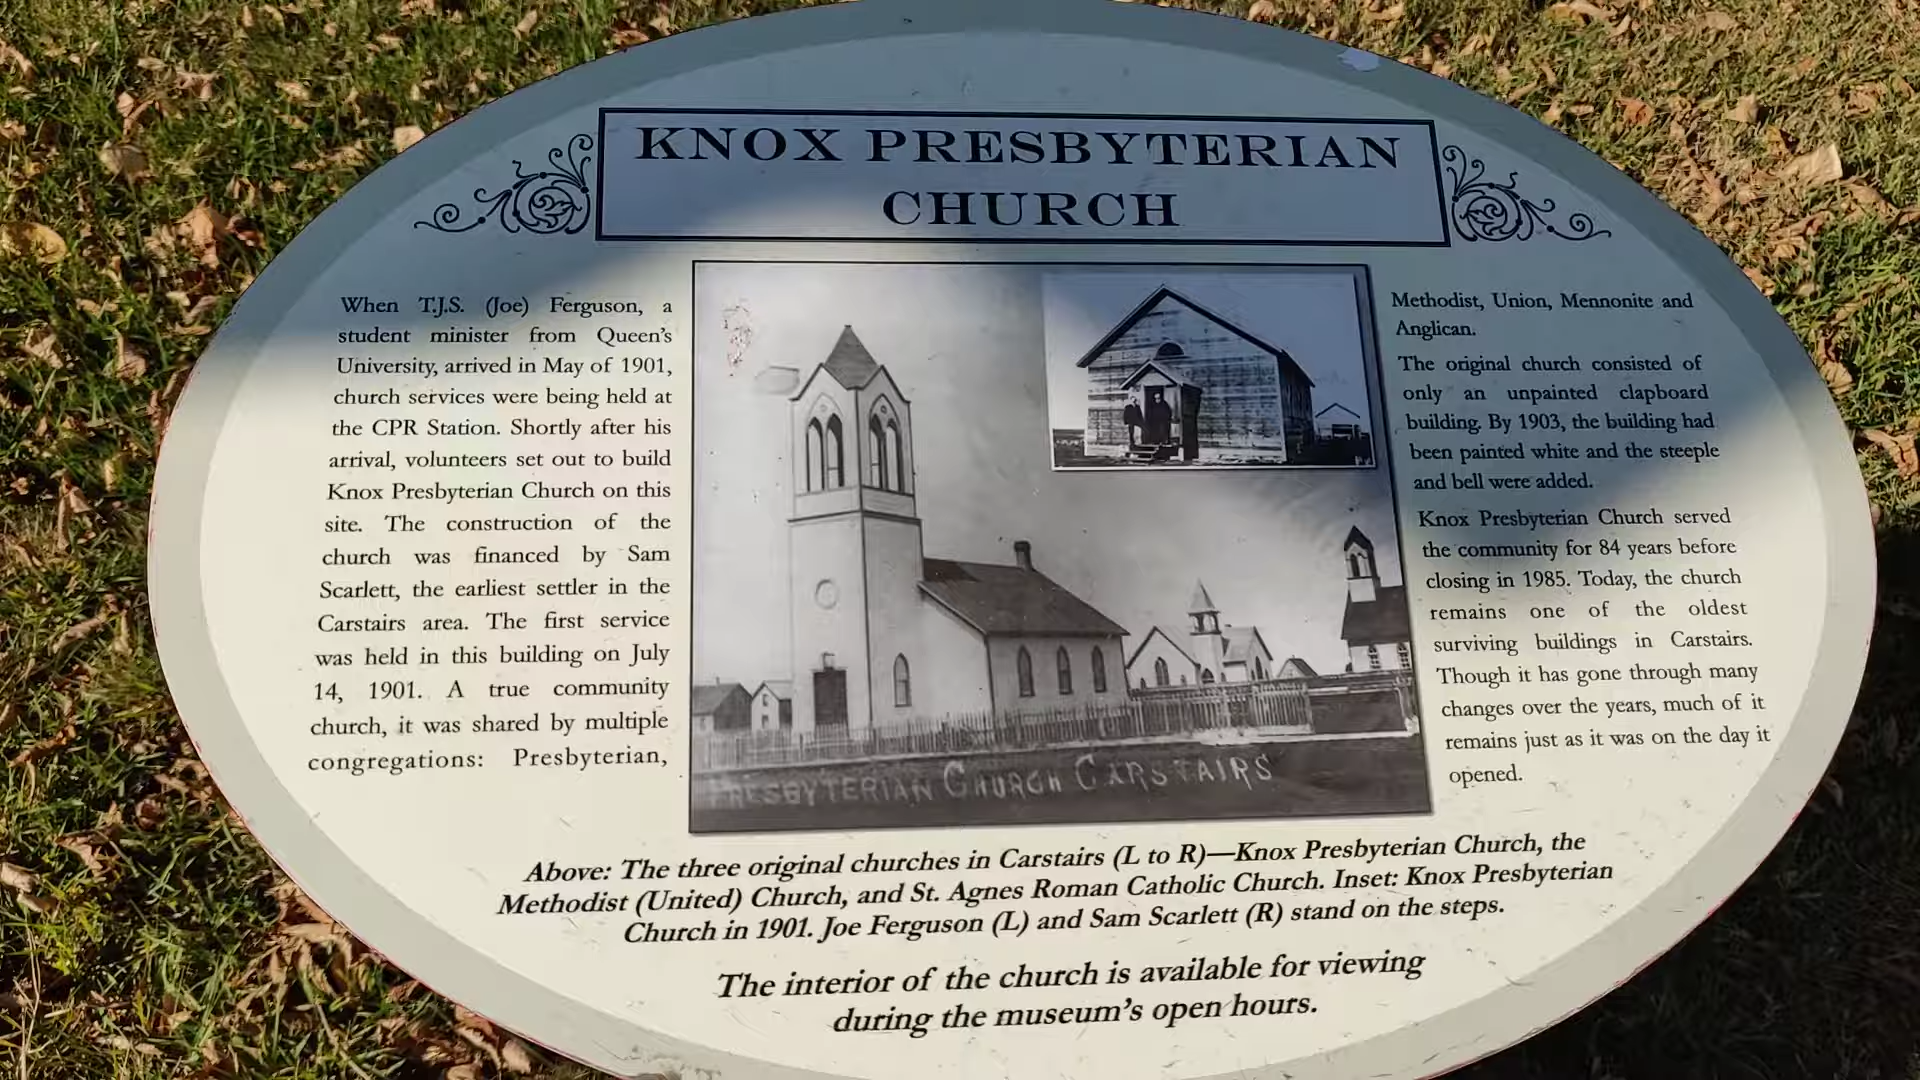 KNOX PRESBYTERIAN
CHURCH
When T.J.S. (Joe) Ferguson, a
student minister from Queen's
University, arrived in May of 1901,
church services were being held at
the CPR Station. Shortly after his
arrival, volunteers set out to build
Knox Presbyterian Church on this
site. The construction of the
church was financed by Sam
Scarlett, the earliest settler in the
Carstairs area. The first service
was held in this building on July
14, 1901. A true community
church, it was shared by multiple
congregations: Presbyterian,
Methodist, Union, Mennonite and
Anglican.
The original church consisted of
only an unpainted clapboard
building. By 1903, the building had
been painted white and the steeple
and bell were added.
Knox Presbyterian Church served
the community for 84 years before
closing in 1985. Today, the church
remains one of the oldest
surviving buildings in Carstairs.
Though it has gone through many
changes over the years, much of it
remains just as it was on the day it
opened.
PRESBYTERIAN CHURCH CARSTAIRS
Above: The three original churches in Carstairs (L to R)—Knox Presbyterian Church, the
Methodist (United) Church, and St. Agnes Roman Catholic Church. Inset: Knox Presbyterian
Church in 1901. Joe Ferguson (L) and Sam Scarlett (R) stand on the steps.
The interior of the church is available for viewing
during the museum's open hours.